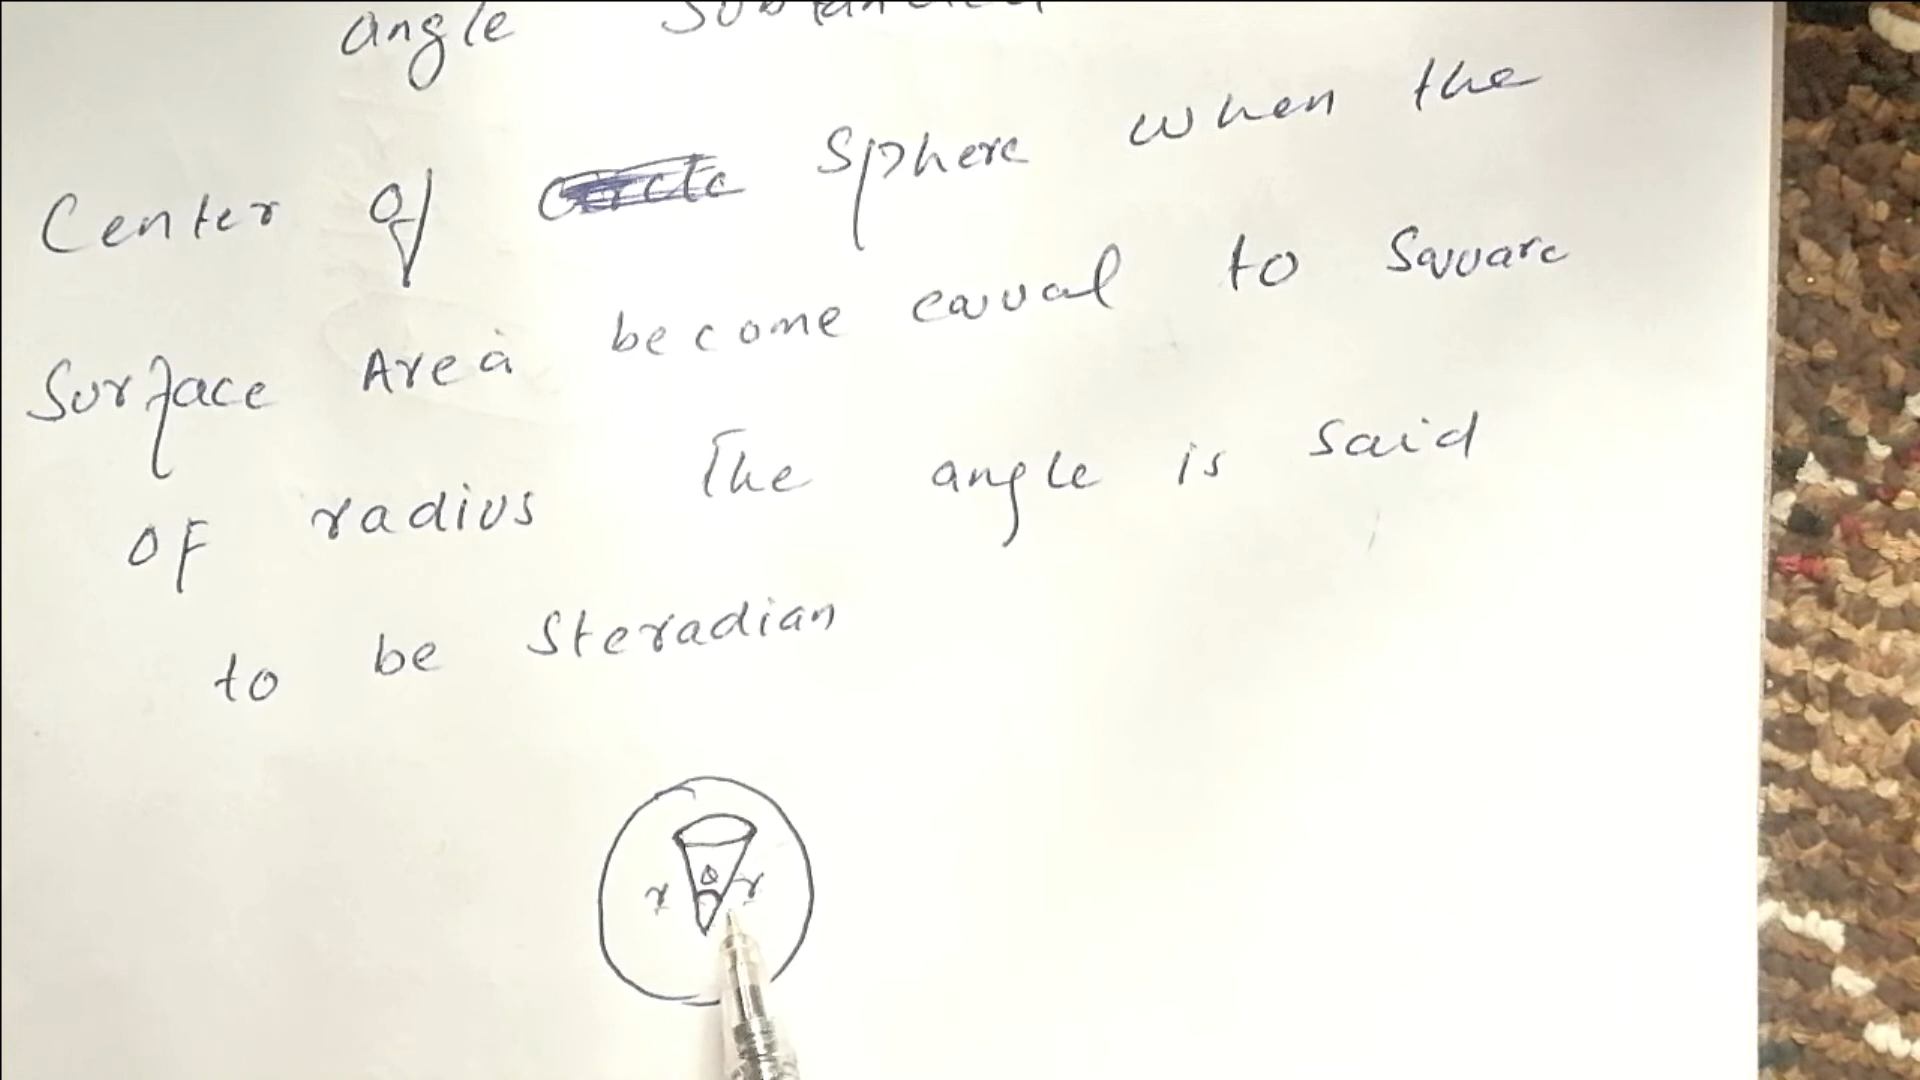 angle
Center of Sphere when the
Surface Area become equal to Square
OF radius The angle is said
to be Steradian
θ
r r